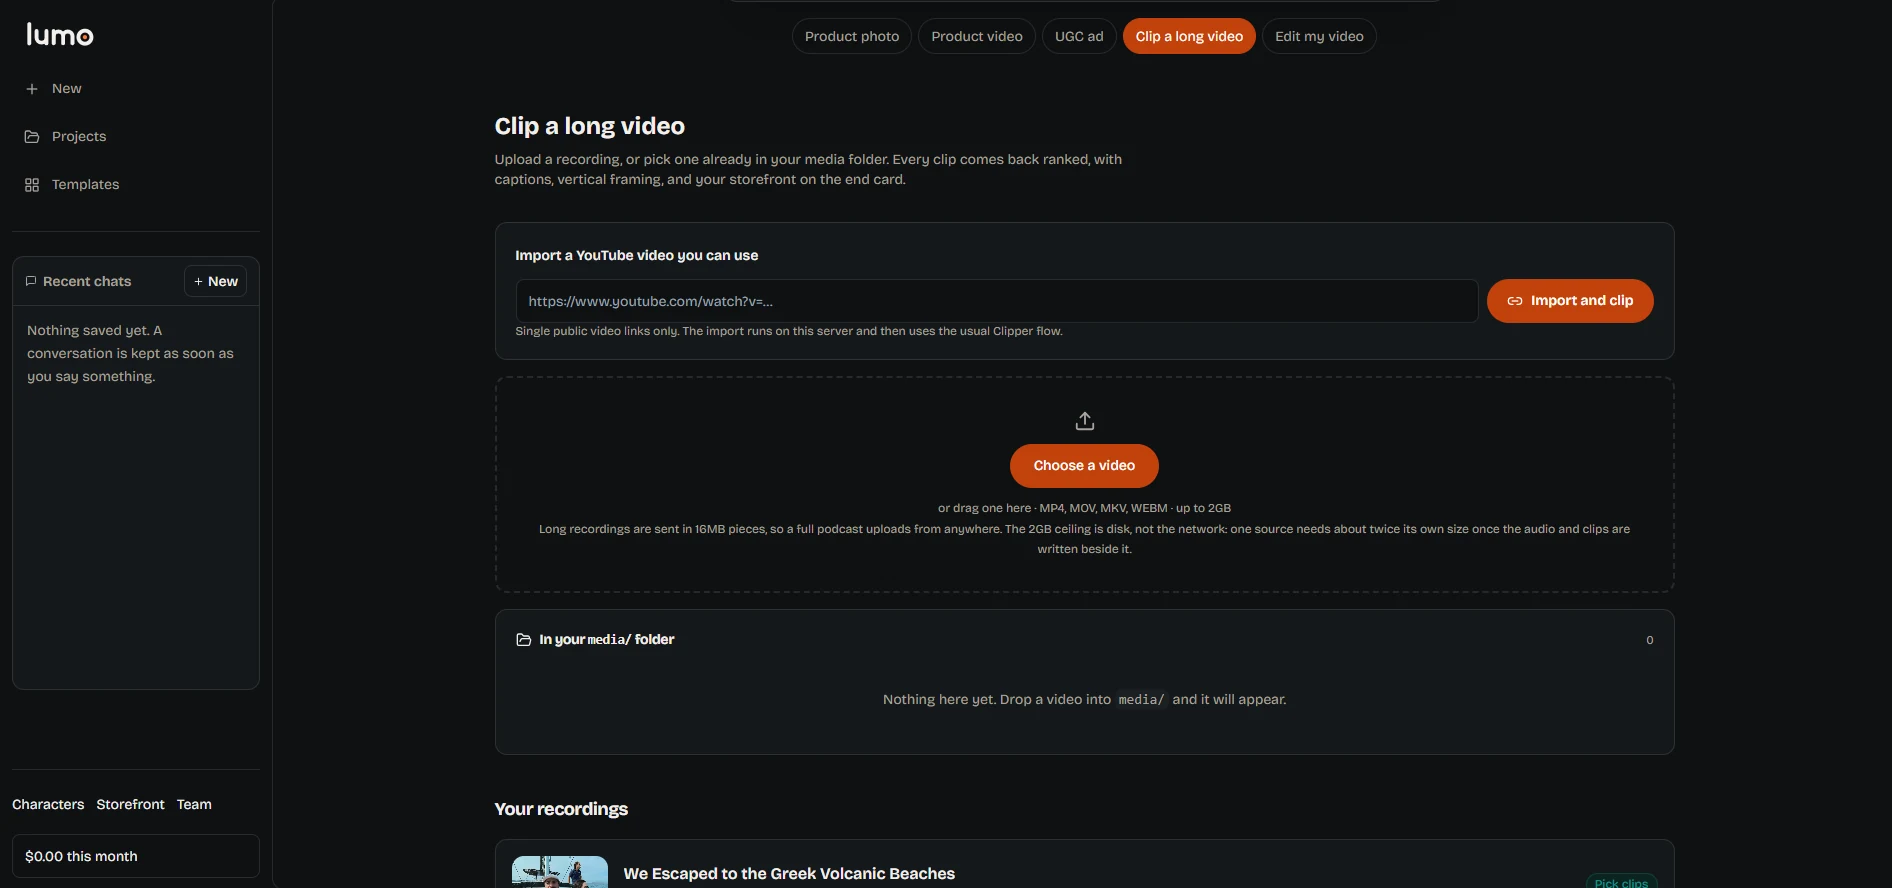 lumo
New
Projects
Templates
Recent chats
+ New
Nothing saved yet. A
conversation is kept as soon as
you say something.
Characters Storefront Team
$0.00 this month
Product photo
Product video
UGC ad
Clip a long video
Edit my video
Clip a long video
Upload a recording, or pick one already in your media folder. Every clip comes back ranked, with
captions, vertical framing, and your storefront on the end card.
Import a YouTube video you can use
https://www.youtube.com/watch?v=...
Import and clip
Single public video links only. The import runs on this server and then uses the usual Clipper flow.
Choose a video
or drag one here · MP4, MOV, MKV, WEBM · up to 2GB
Long recordings are sent in 16MB pieces, so a full podcast uploads from anywhere. The 2GB ceiling is disk, not the network: one source needs about twice its own size once the audio and clips are
written beside it.
In your media/ folder
0
Nothing here yet. Drop a video into media/ and it will appear.
Your recordings
We Escaped to the Greek Volcanic Beaches
Pick clips